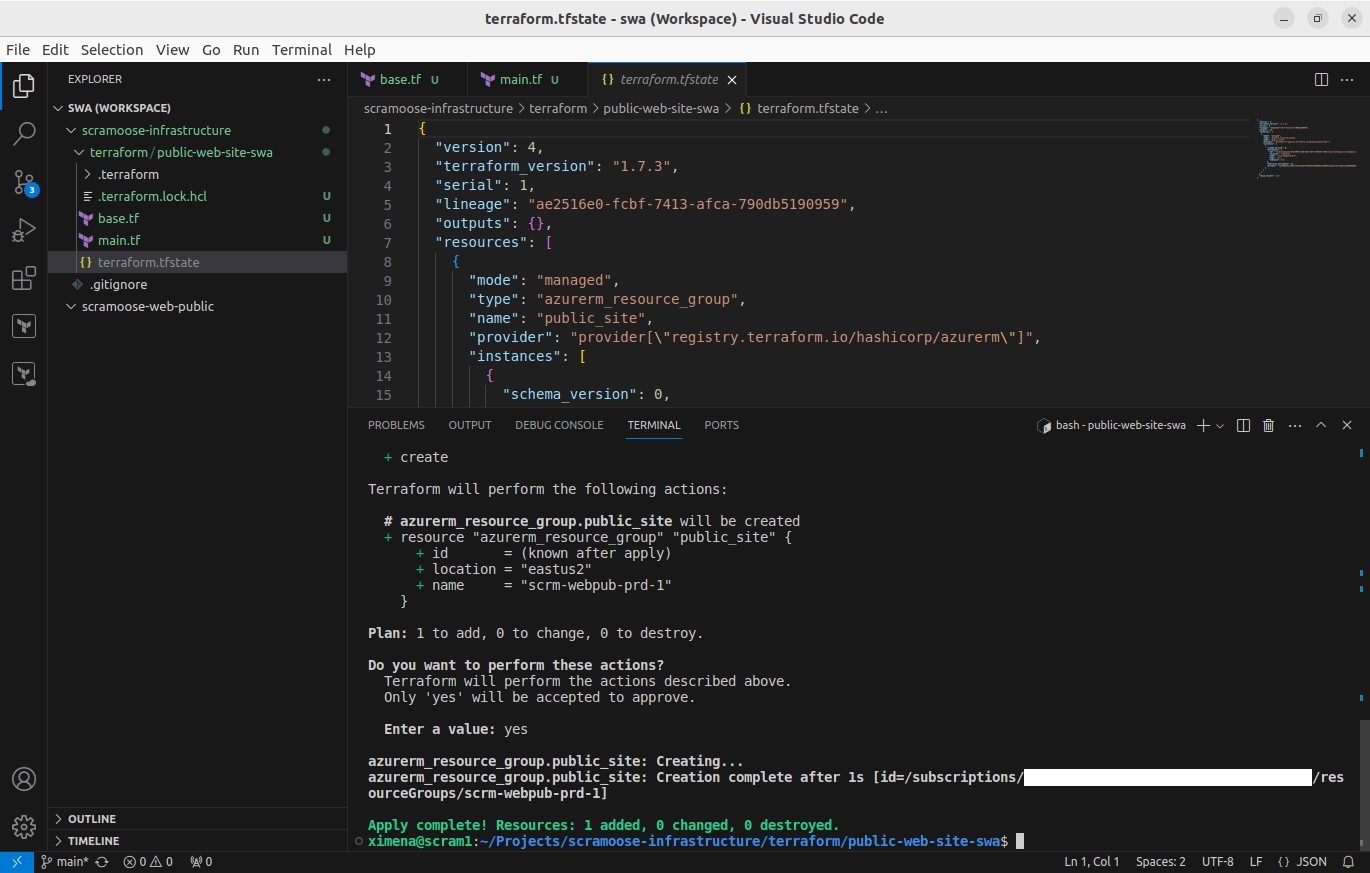 terraform.tfstate - swa (Workspace) - Visual Studio Code
File Edit Selection View Go Run Terminal Help
EXPLORER
SWA (WORKSPACE)
scramoose-infrastructure
terraform / public-web-site-swa
.terraform
.terraform.lock.hcl U
base.tf U
main.tf U
{} terraform.tfstate
.gitignore
scramoose-web-public
OUTLINE
TIMELINE
3
base.tf U
main.tf U
{} terraform.tfstate
scramoose-infrastructure > terraform > public-web-site-swa > {} terraform.tfstate > ...
1 {
2 "version": 4,
3 "terraform_version": "1.7.3",
4 "serial": 1,
5 "lineage": "ae2516e0-fcbf-7413-afca-790db5190959",
6 "outputs": {},
7 "resources": [
8 {
9 "mode": "managed",
10 "type": "azurerm_resource_group",
11 "name": "public_site",
12 "provider": "provider[\"registry.terraform.io/hashicorp/azurerm\"]",
13 "instances": [
14 {
15 "schema_version": 0,
PROBLEMS OUTPUT DEBUG CONSOLE TERMINAL PORTS
bash - public-web-site-swa
+ create
Terraform will perform the following actions:
# azurerm_resource_group.public_site will be created
+ resource "azurerm_resource_group" "public_site" {
+ id = (known after apply)
+ location = "eastus2"
+ name = "scrm-webpub-prd-1"
}
Plan: 1 to add, 0 to change, 0 to destroy.
Do you want to perform these actions?
Terraform will perform the actions described above.
Only 'yes' will be accepted to approve.
Enter a value: yes
azurerm_resource_group.public_site: Creating...
azurerm_resource_group.public_site: Creation complete after 1s [id=/subscriptions/ /res
ourceGroups/scrm-webpub-prd-1]
Apply complete! Resources: 1 added, 0 changed, 0 destroyed.
ximena@scram1:~/Projects/scramoose-infrastructure/terraform/public-web-site-swa$
main* 0 0 0
Ln 1, Col 1 Spaces: 2 UTF-8 LF {} JSON